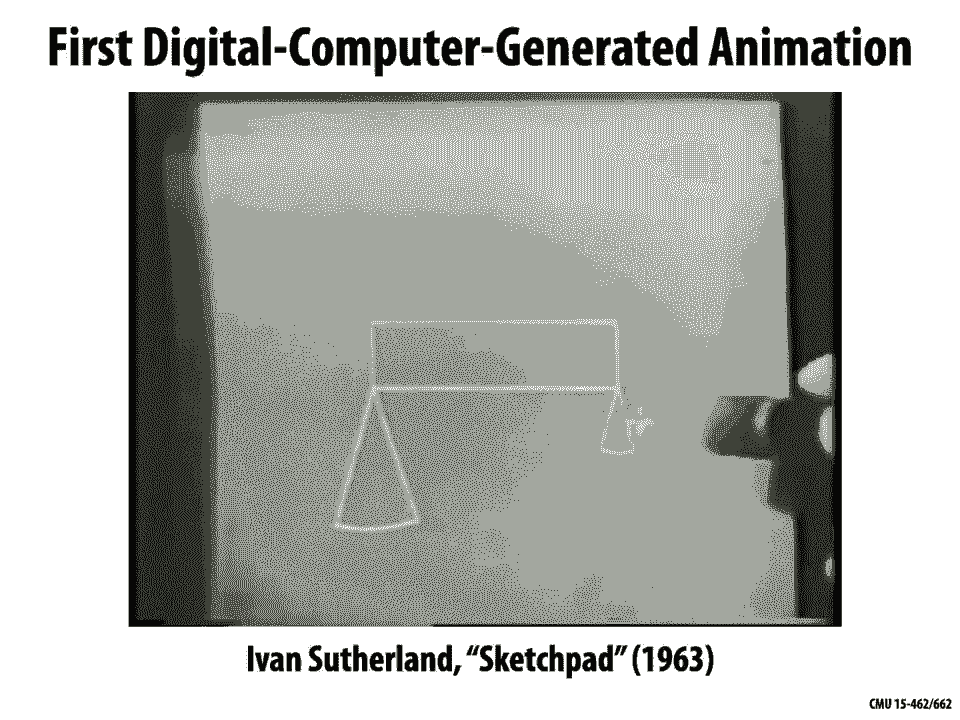 First Digital-Computer-Generated Animation
Ivan Sutherland, “Sketchpad” (1963)
CMU 15-462/662